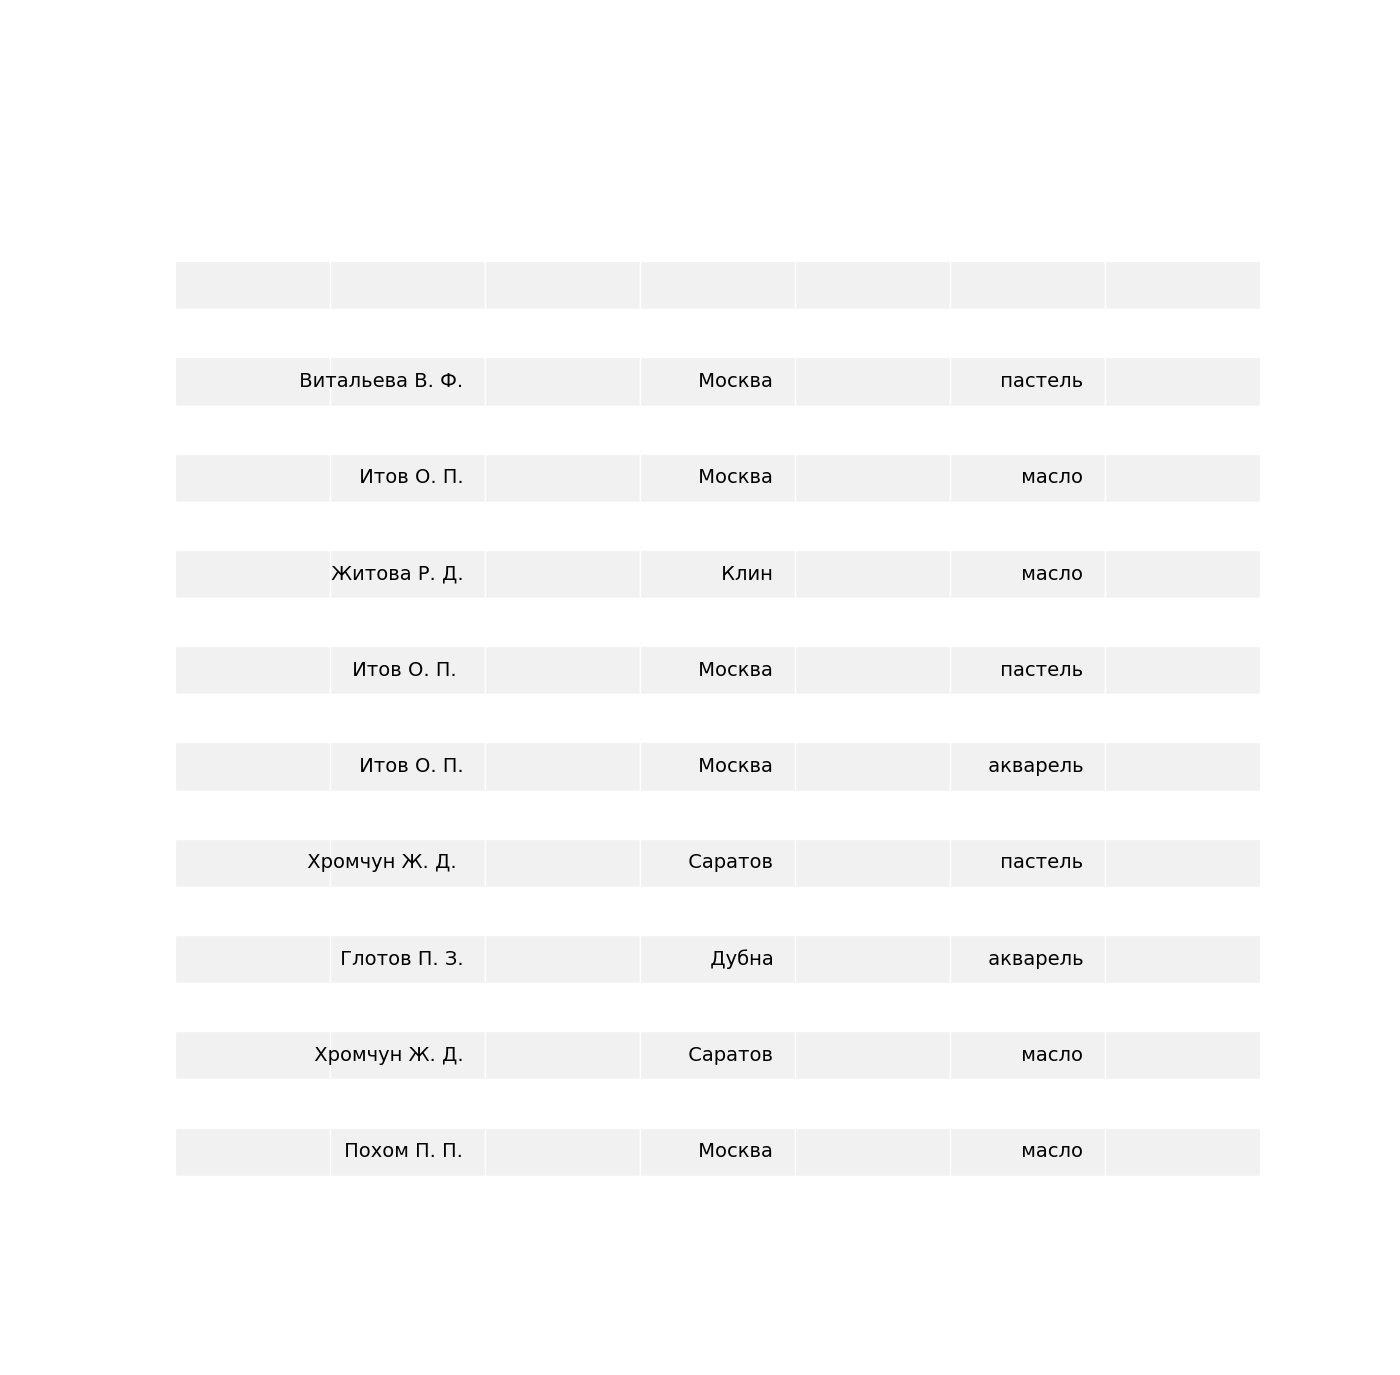 Витальева В. Ф. Москва пастель
Итов О. П. Москва масло
Житова Р. Д. Клин масло
Итов О. П. Москва пастель
Итов О. П. Москва акварель
Хромчун Ж. Д. Саратов пастель
Глотов П. З. Дубна акварель
Хромчун Ж. Д. Саратов масло
Похом П. П. Москва масло